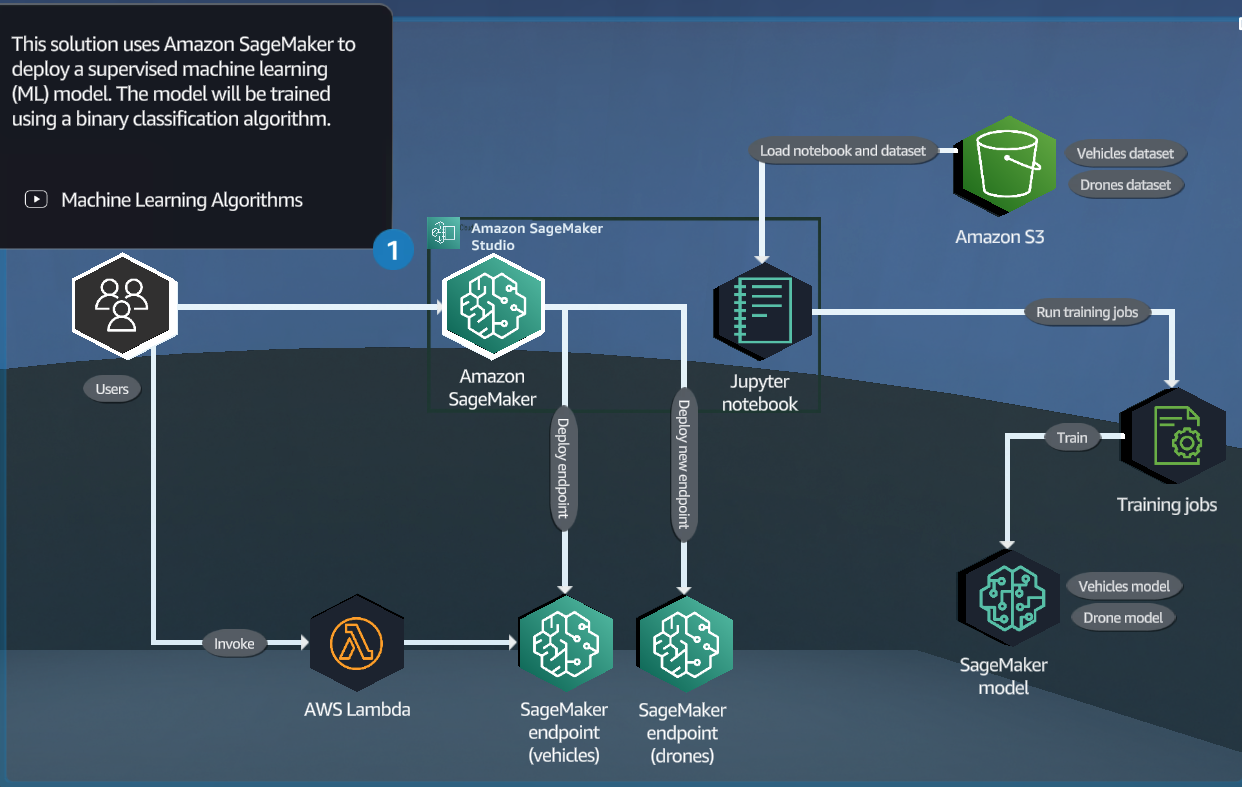 This solution uses Amazon SageMaker to
deploy a supervised machine learning
(ML) model. The model will be trained
using a binary classification algorithm.
Machine Learning Algorithms
1
Load notebook and dataset
Vehicles dataset
Drones dataset
Amazon S3
Amazon SageMaker
Studio
Users
Amazon
SageMaker
Jupyter
notebook
Run training jobs
Deploy endpoint
Deploy new endpoint
Train
Training jobs
Vehicles model
Drone model
SageMaker
model
Invoke
AWS Lambda
SageMaker
endpoint
(vehicles)
SageMaker
endpoint
(drones)